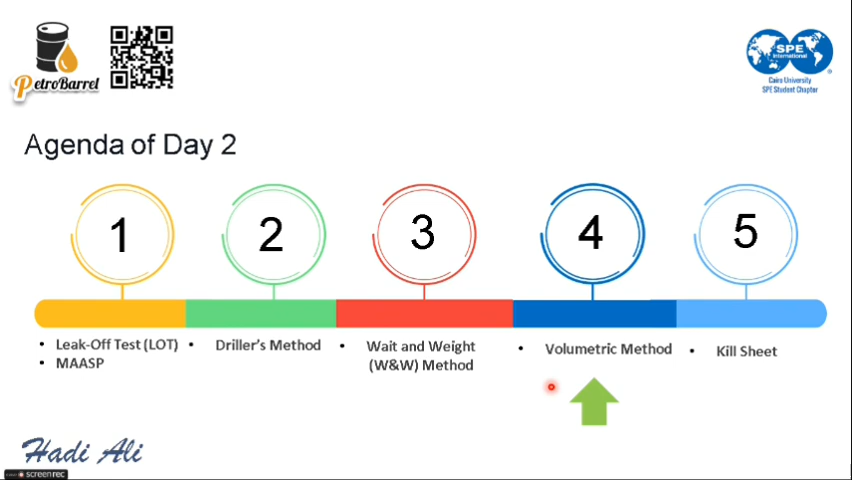 PetroBarrel
SPE
International
Cairo University
SPE Student Chapter
Agenda of Day 2
1
2
3
4
5
• Leak-Off Test (LOT)
• MAASP
• Driller's Method
• Wait and Weight
(W&W) Method
• Volumetric Method
• Kill Sheet
Hadi Ali
screenrec